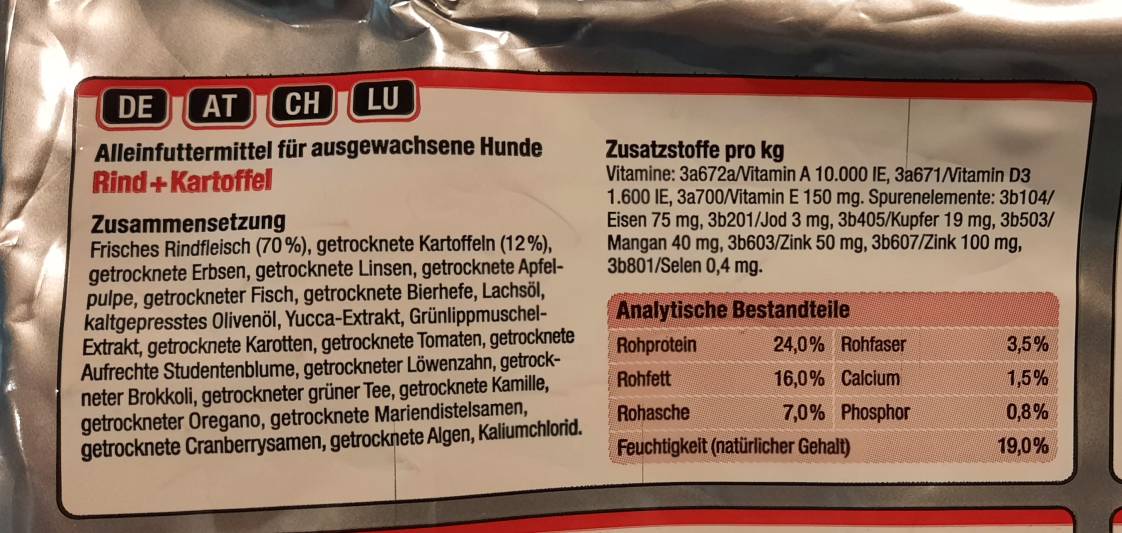 DE AT CH LU
Alleinfuttermittel für ausgewachsene Hunde
Rind+Kartoffel
Zusammensetzung
Frisches Rindfleisch (70%), getrocknete Kartoffeln (12%),
getrocknete Erbsen, getrocknete Linsen, getrocknete Apfel-
pulpe, getrockneter Fisch, getrocknete Bierhefe, Lachsöl,
kaltgepresstes Olivenöl, Yucca-Extrakt, Grünlippmuschel-
Extrakt, getrocknete Karotten, getrocknete Tomaten, getrocknete
Aufrechte Studentenblume, getrockneter Löwenzahn, getrock-
neter Brokkoli, getrockneter grüner Tee, getrocknete Kamille,
getrockneter Oregano, getrocknete Mariendistelsamen,
getrocknete Cranberrysamen, getrocknete Algen, Kaliumchlorid.
Zusatzstoffe pro kg
Vitamine: 3a672a/Vitamin A 10.000 IE, 3a671/Vitamin D3
1.600 IE, 3a700/Vitamin E 150 mg. Spurenelemente: 3b104/
Eisen 75 mg, 3b201/Jod 3 mg, 3b405/Kupfer 19 mg, 3b503/
Mangan 40 mg, 3b603/Zink 50 mg, 3b607/Zink 100 mg,
3b801/Selen 0,4 mg.
Analytische Bestandteile
Rohprotein 24,0% Rohfaser 3,5%
Rohfett 16,0% Calcium 1,5%
Rohasche 7,0% Phosphor 0,8%
Feuchtigkeit (natürlicher Gehalt) 19,0%